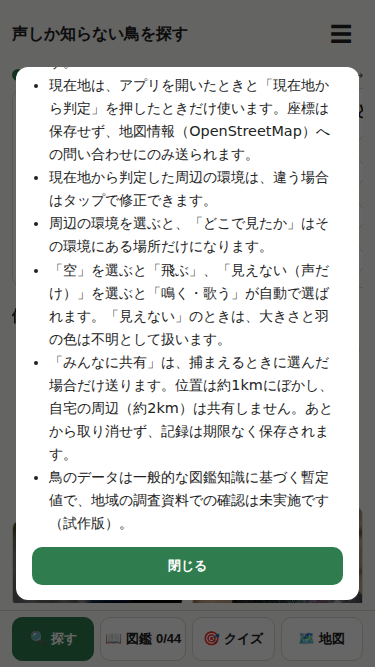 声しか知らない鳥を探す
す。
現在地は、アプリを開いたときと「現在地か
ら判定」を押したときだけ使います。座標は
保存せず、地図情報（OpenStreetMap）へ
の問い合わせにのみ送られます。
現在地から判定した周辺の環境は、違う場合
はタップで修正できます。
周辺の環境を選ぶと、「どこで見たか」はそ
の環境にある場所だけになります。
「空」を選ぶと「飛ぶ」、「見えない（声だ
け）」を選ぶと「鳴く・歌う」が自動で選ば
れます。「見えない」のときは、大きさと羽
の色は不明として扱います。
「みんなに共有」は、捕まえるときに選んだ
場合だけ送ります。位置は約1kmにぼかし、
自宅の周辺（約2km）は共有しません。あと
から取り消せず、記録は期限なく保存されま
す。
鳥のデータは一般的な図鑑知識に基づく暫定
値で、地域の調査資料での確認は未実施です
（試作版）。
閉じる
探す
図鑑 0/44
クイズ
地図